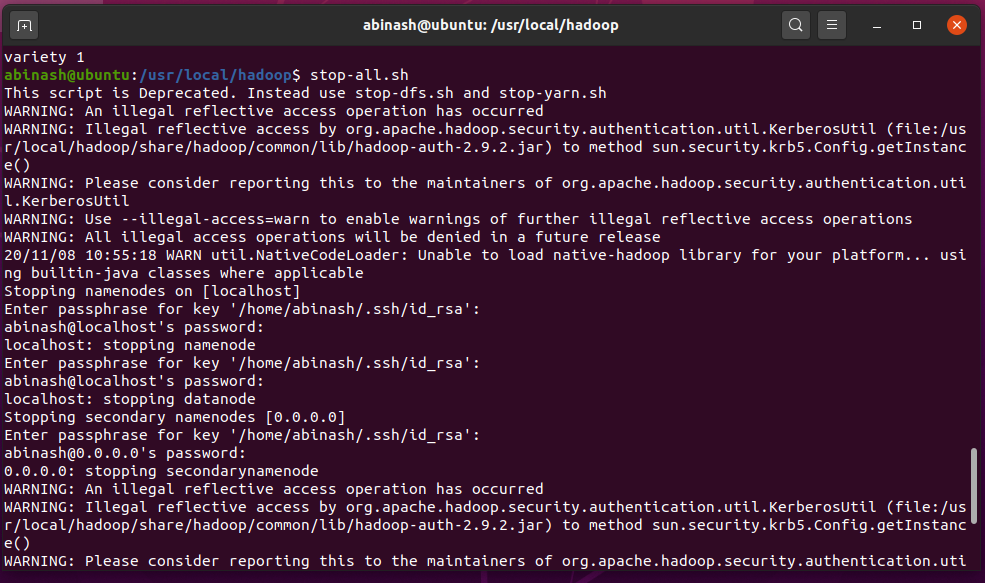 abinash@ubuntu: /usr/local/hadoop
variety 1
abinash@ubuntu:/usr/local/hadoop$ stop-all.sh
This script is Deprecated. Instead use stop-dfs.sh and stop-yarn.sh
WARNING: An illegal reflective access operation has occurred
WARNING: Illegal reflective access by org.apache.hadoop.security.authentication.util.KerberosUtil (file:/us
r/local/hadoop/share/hadoop/common/lib/hadoop-auth-2.9.2.jar) to method sun.security.krb5.Config.getInstanc
e()
WARNING: Please consider reporting this to the maintainers of org.apache.hadoop.security.authentication.uti
l.KerberosUtil
WARNING: Use --illegal-access=warn to enable warnings of further illegal reflective access operations
WARNING: All illegal access operations will be denied in a future release
20/11/08 10:55:18 WARN util.NativeCodeLoader: Unable to load native-hadoop library for your platform... usi
ng builtin-java classes where applicable
Stopping namenodes on [localhost]
Enter passphrase for key '/home/abinash/.ssh/id_rsa':
abinash@localhost's password:
localhost: stopping namenode
Enter passphrase for key '/home/abinash/.ssh/id_rsa':
abinash@localhost's password:
localhost: stopping datanode
Stopping secondary namenodes [0.0.0.0]
Enter passphrase for key '/home/abinash/.ssh/id_rsa':
abinash@0.0.0.0's password:
0.0.0.0: stopping secondarynamenode
WARNING: An illegal reflective access operation has occurred
WARNING: Illegal reflective access by org.apache.hadoop.security.authentication.util.KerberosUtil (file:/us
r/local/hadoop/share/hadoop/common/lib/hadoop-auth-2.9.2.jar) to method sun.security.krb5.Config.getInstanc
e()
WARNING: Please consider reporting this to the maintainers of org.apache.hadoop.security.authentication.uti